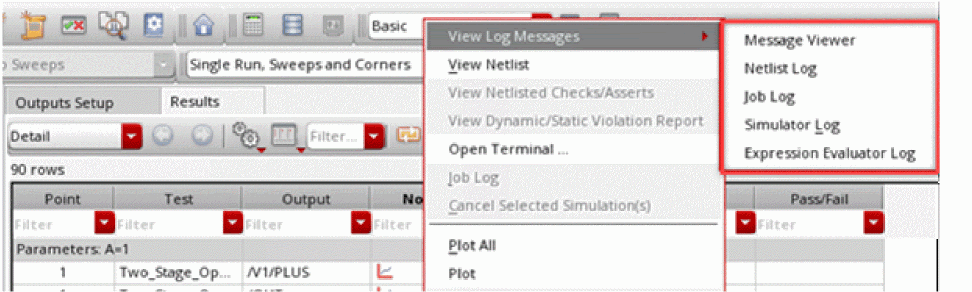 Basic
Sweeps
Single Run, Sweeps and Corners
Outputs Setup
Results
Detail
Filter...
90 rows
Point Test Output No Pass/Fail
Filter Filter Filter Filter Filter
Parameters: A=1
1 Two_Stage_Op... /V1/PLUS
View Log Messages
View Netlist
View Netlisted Checks/Asserts
View Dynamic/Static Violation Report
Open Terminal ...
Job Log
Cancel Selected Simulation(s)
Plot All
Plot
Message Viewer
Netlist Log
Job Log
Simulator Log
Expression Evaluator Log